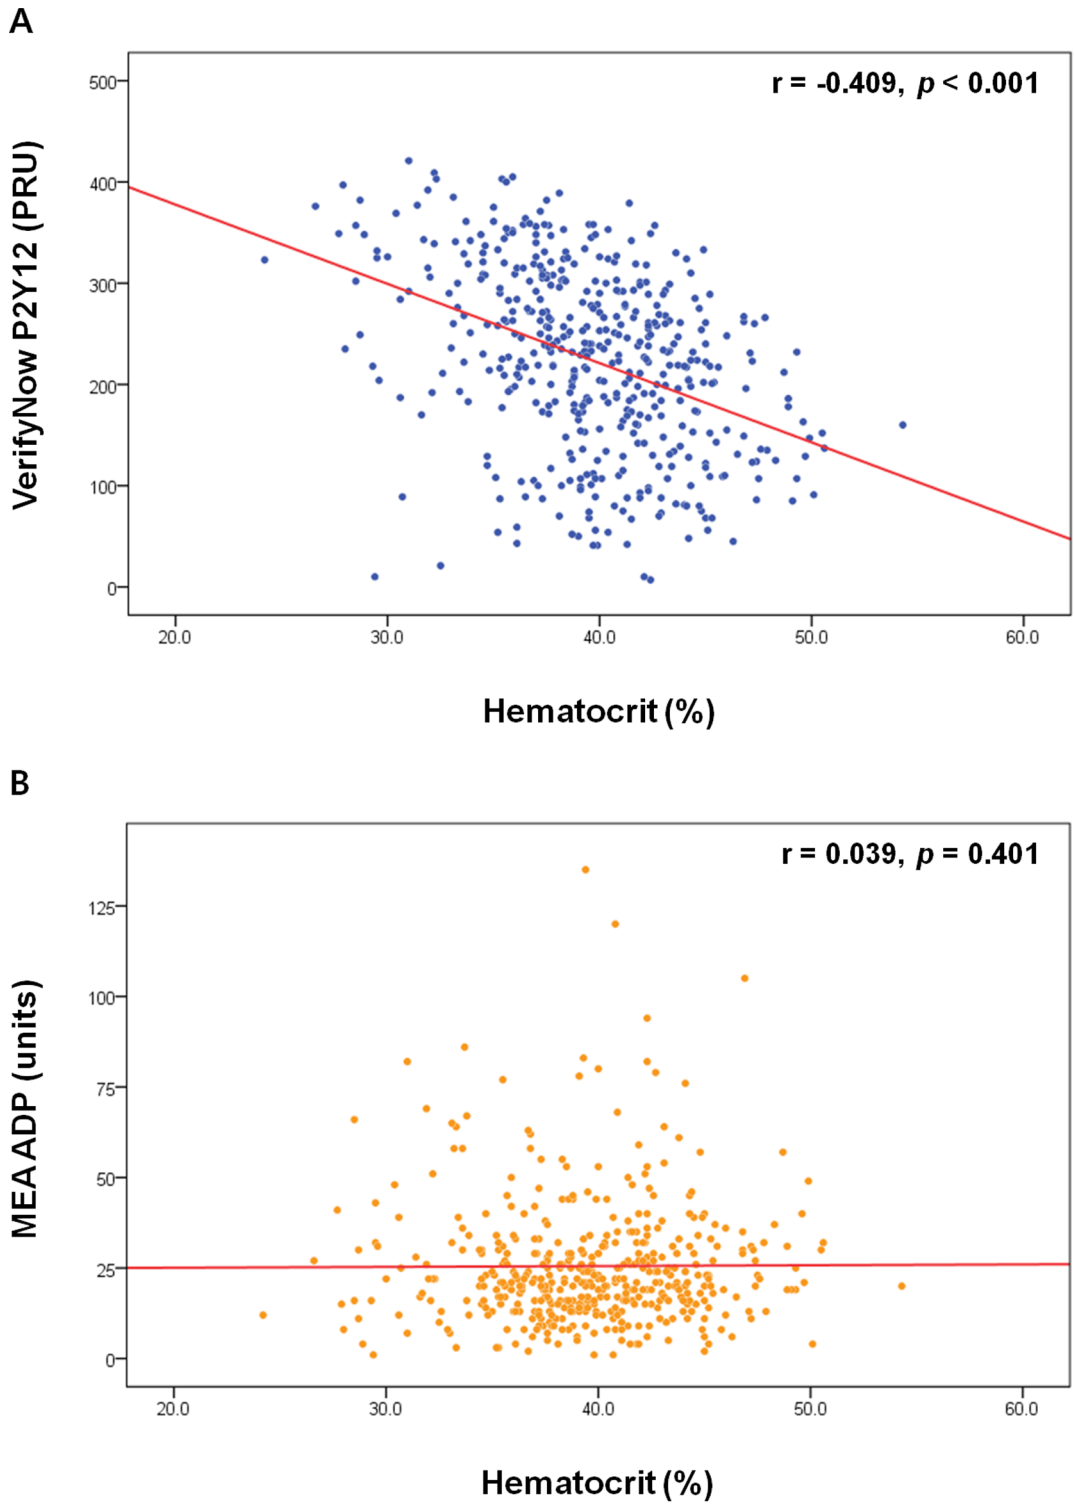 A
r = -0.409, p < 0.001
VerifyNow P2Y12 (PRU)
500
400
300
200
100
0
20.0 30.0 40.0 50.0 60.0
Hematocrit (%)
B
r = 0.039, p = 0.401
MEA ADP (units)
125
100
75
50
25
0
20.0 30.0 40.0 50.0 60.0
Hematocrit (%)